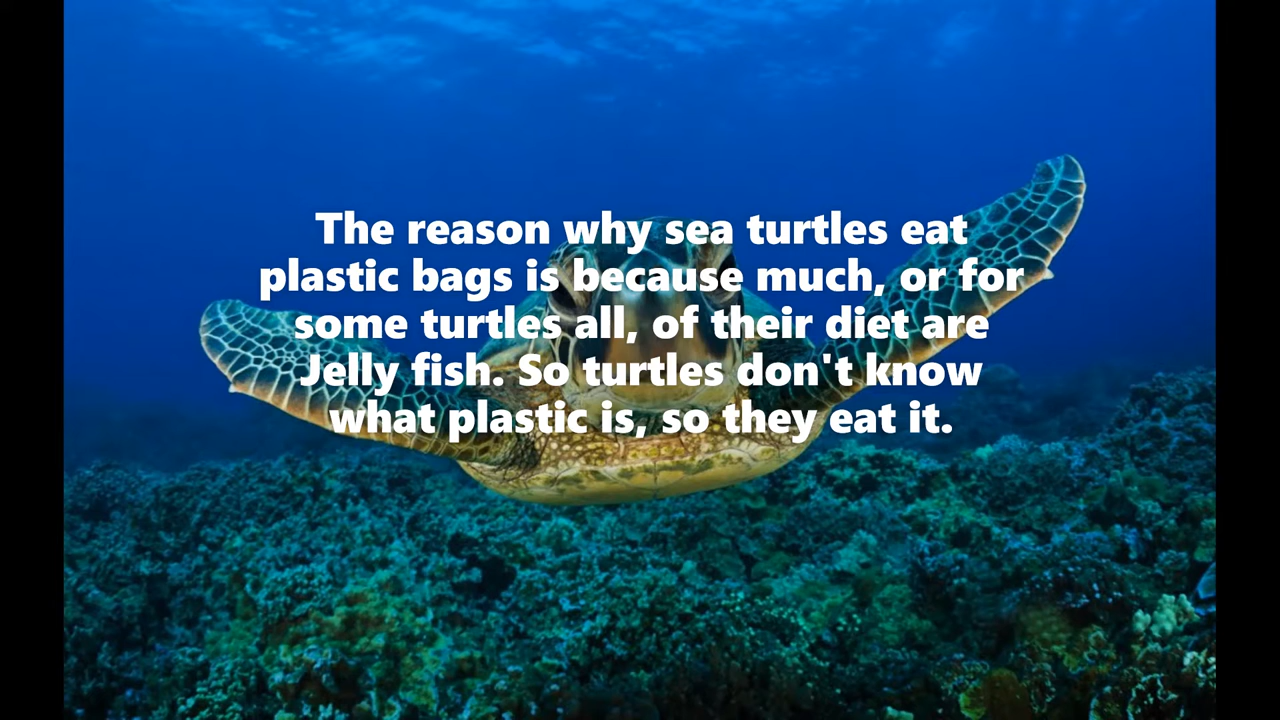 The reason why sea turtles eat
plastic bags is because much, or for
some turtles all, of their diet are
Jelly fish. So turtles don't know
what plastic is, so they eat it.